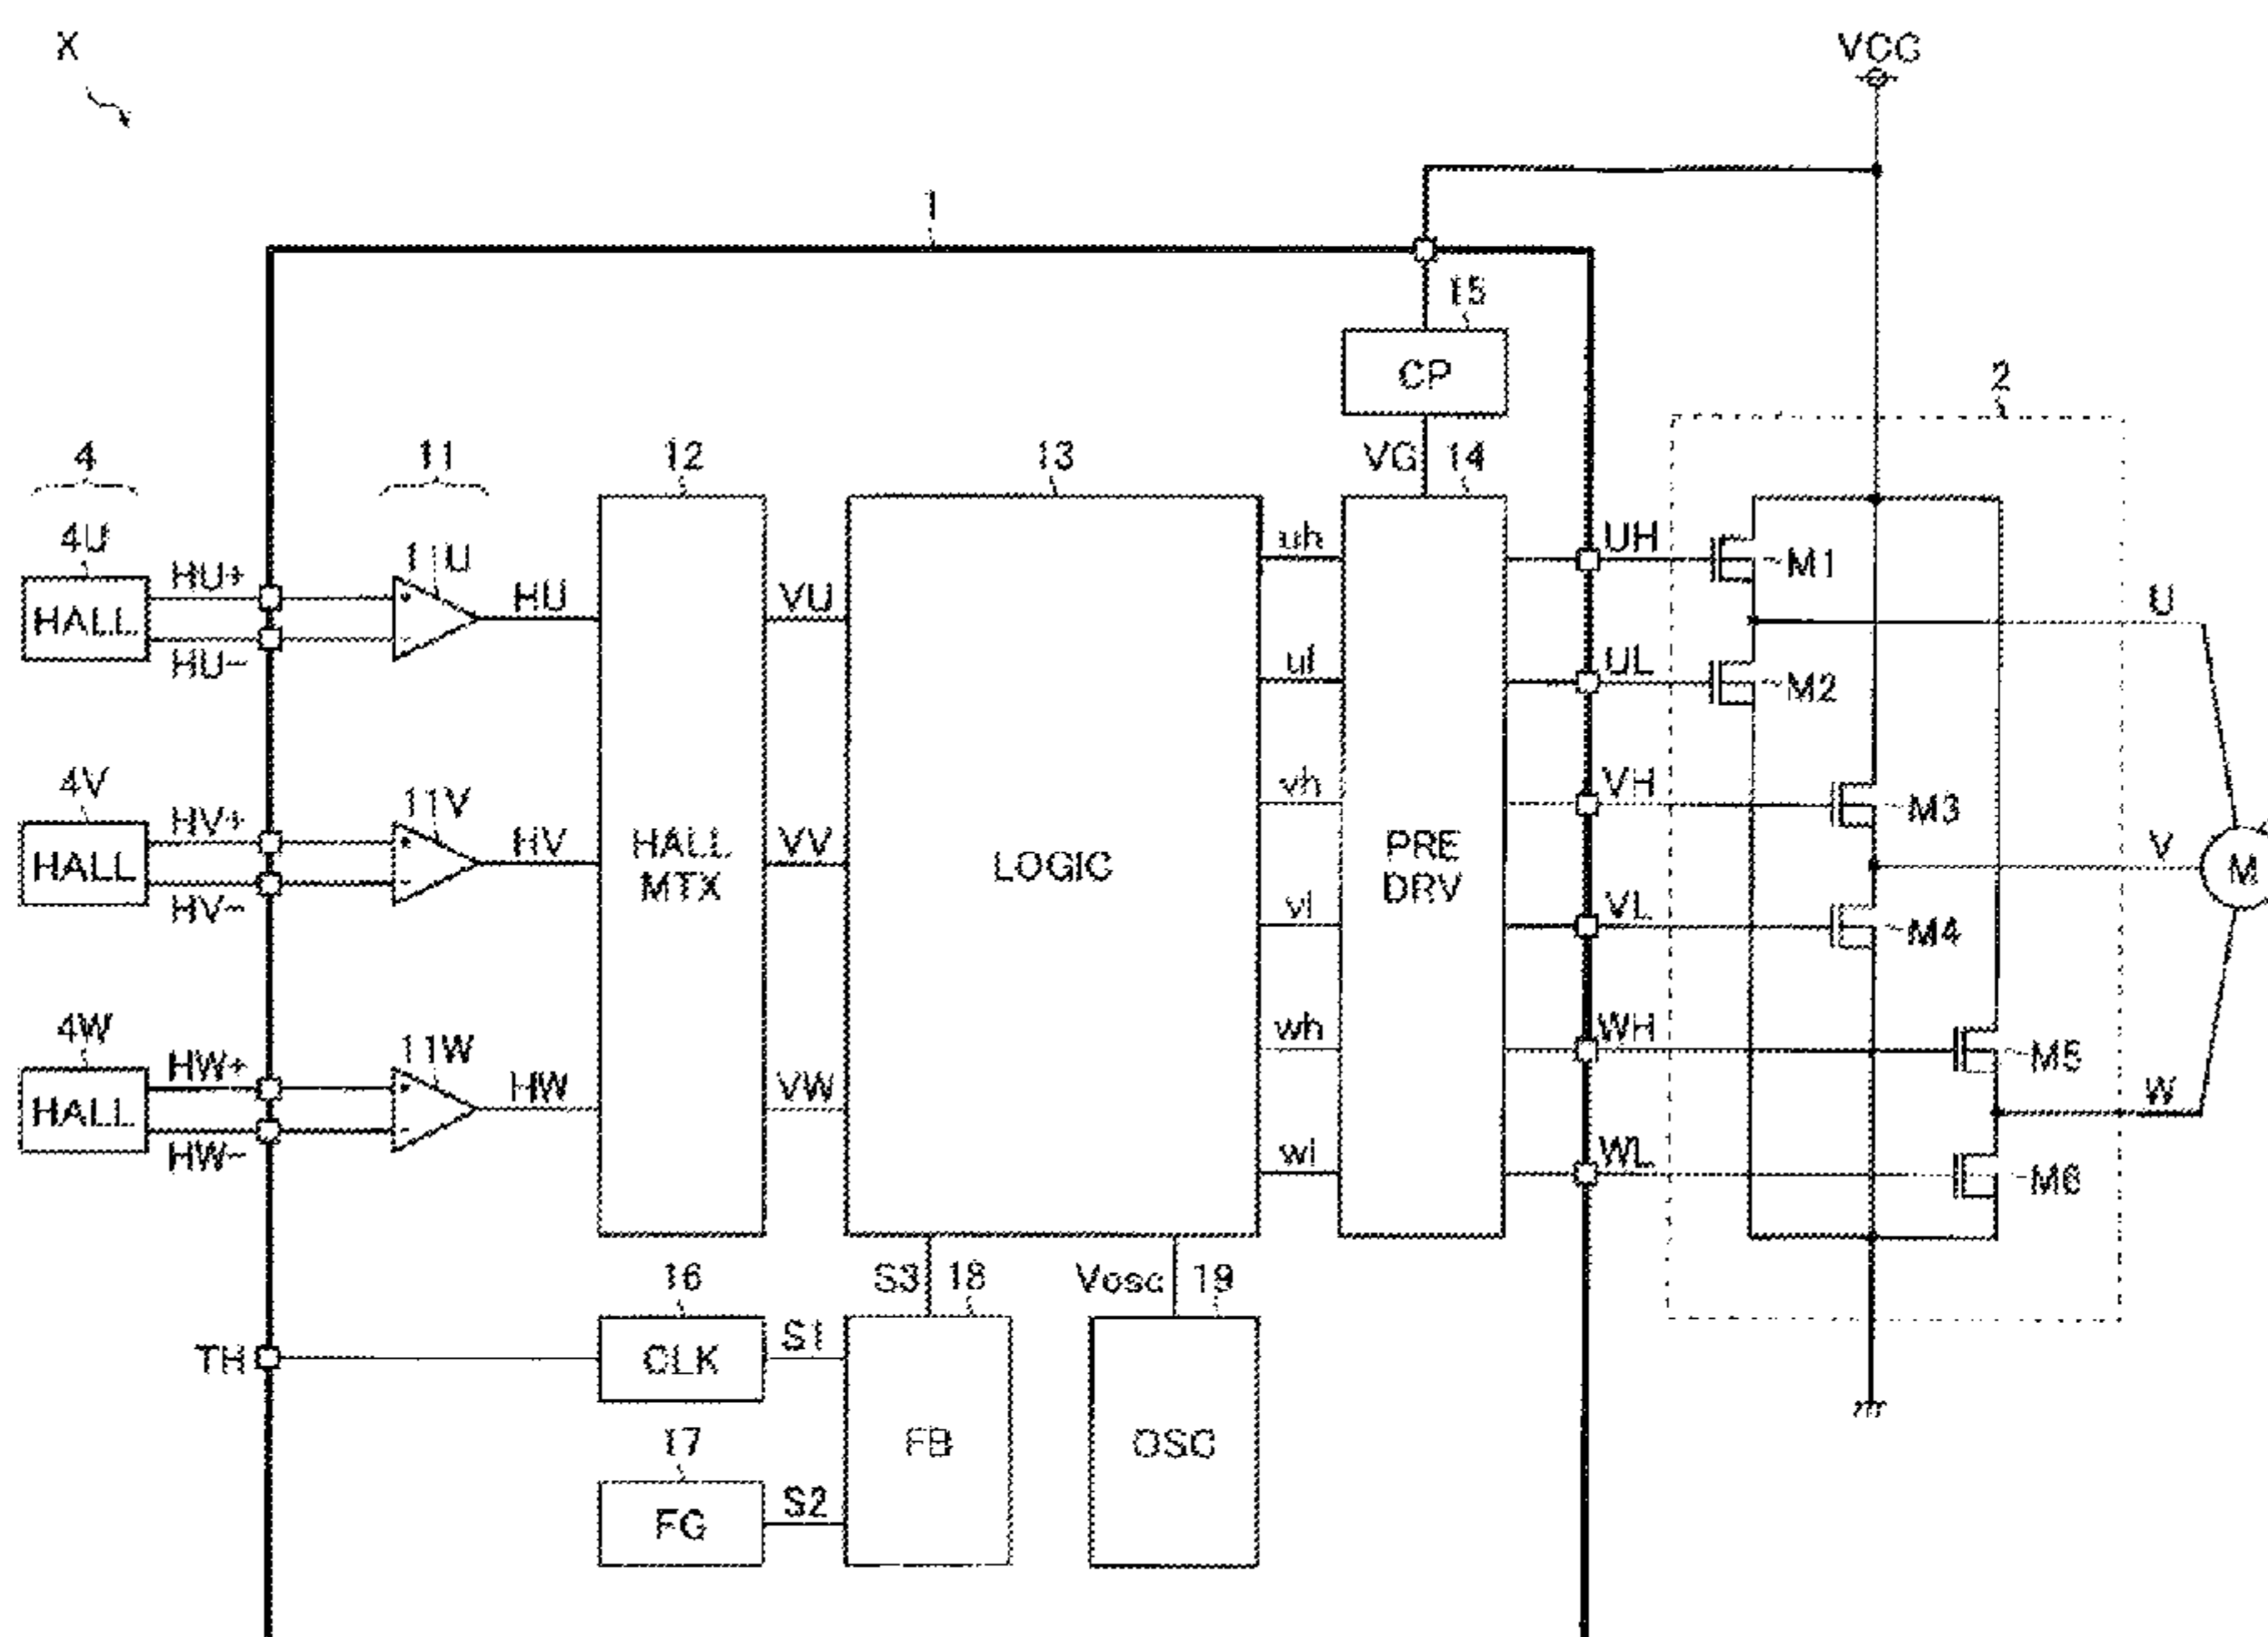 X
VCC
1
15
CP
2
4
11
12
13
VG
14
4U
HU+
11U
HU
VU
uh
UH
M1
U
HALL
HU-
ul
UL
M2
4V
HV+
11V
HV
VV
vh
VH
M3
V
HALL
HV-
HALL
MTX
LOGIC
PRE
DRV
M
vl
VL
M4
4W
HW+
11W
HW
VW
wh
WH
M5
W
HALL
HW-
wl
WL
M6
16
S3
18
Vosc
19
TH
CLK
S1
FB
OSC
17
FG
S2